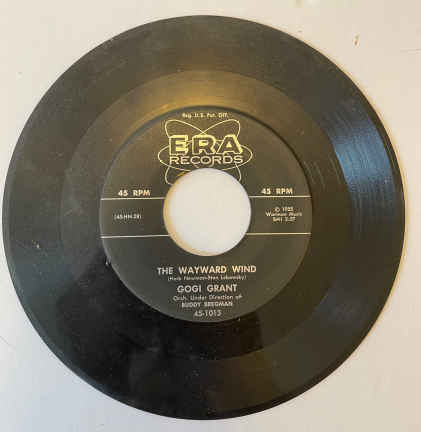 Reg. U.S. Pat. Off.
ERA
RECORDS
45 RPM
45 RPM
(45-HN-28)
© 1955
Warman Music
BMI 2:57
THE WAYWARD WIND
(Herb Newman-Stan Lebowsky)
GOGI GRANT
Orch. Under Direction of
BUDDY BREGMAN
45-1013